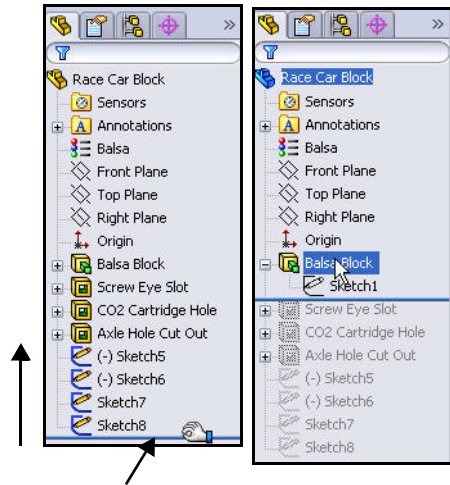 Race Car Block
Sensors
Annotations
Balsa
Front Plane
Top Plane
Right Plane
Origin
Balsa Block
Screw Eye Slot
CO2 Cartridge Hole
Axle Hole Cut Out
(-) Sketch5
(-) Sketch6
Sketch7
Sketch8
Race Car Block
Sensors
Annotations
Balsa
Front Plane
Top Plane
Right Plane
Origin
Balsa Block
Sketch1
Screw Eye Slot
CO2 Cartridge Hole
Axle Hole Cut Out
(-) Sketch5
(-) Sketch6
Sketch7
Sketch8